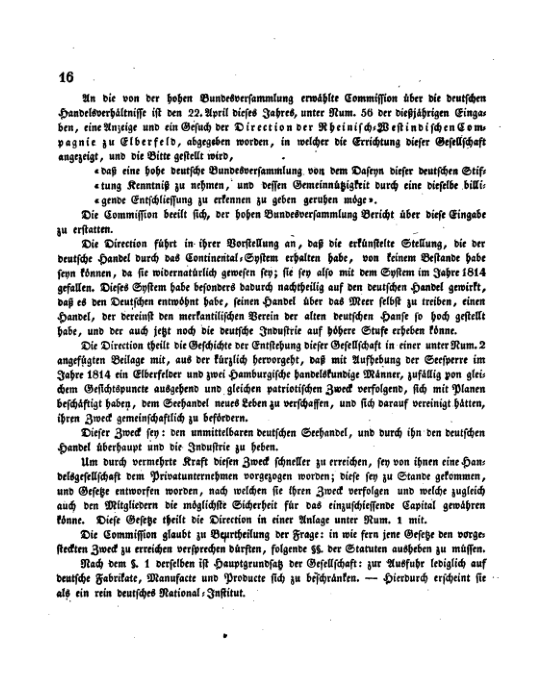 16
An die von der hohen Bundesversammlung erwählte Commission über die deutschen
Handelsverhältnisse ist den 22. April dieses Jahres, unter Num. 56 der dießjährigen Einga-
ben, eine Anzeige und ein Gesuch der Direction der Rheinisch-Westindischen Com-
pagnie zu Elberfeld, abgegeben worden, in welcher die Errichtung dieser Gesellschaft
angezeigt, und die Bitte gestellt wird,
«daß eine hohe deutsche Bundesversammlung von dem Daseyn dieser deutschen Stif-
«tung Kenntniß zu nehmen, und dessen Gemeinnützigkeit durch eine dieselbe billi-
«gende Entschliessung zu erkennen zu geben geruhen möge».
Die Commission beeilt sich, der hohen Bundesversammlung Bericht über diese Eingabe
zu erstatten.
Die Direction führt in ihrer Vorstellung an, daß die erkünstelte Stellung, die der
deutsche Handel durch das Continental-System erhalten habe, von keinem Bestande habe
seyn können, da sie widernatürlich gewesen sey; sie sey also mit dem System im Jahre 1814
gefallen. Dieses System habe besonders dadurch nachtheilig auf den deutschen Handel gewirkt,
daß es den Deutschen entwöhnt habe, seinen Handel über das Meer selbst zu treiben, einen
Handel, der dereinst den merkantilischen Verein der alten deutschen Hanse so hoch gestellt
habe, und der auch jetzt noch die deutsche Industrie auf höhere Stufe erheben könne.
Die Direction theilt die Geschichte der Entstehung dieser Gesellschaft in einer unter Num. 2
angefügten Beilage mit, aus der kürzlich hervorgeht, daß mit Aufhebung der Seesperre im
Jahre 1814 ein Elberfelder und zwei Hamburgische handelskundige Männer, zufällig von glei-
chem Gesichtspuncte ausgehend und gleichen patriotischen Zweck verfolgend, sich mit Planen
beschäftigt haben, dem Seehandel neues Leben zu verschaffen, und sich darauf vereinigt hätten,
ihren Zweck gemeinschaftlich zu befördern.
Dieser Zweck sey: den unmittelbaren deutschen Seehandel, und durch ihn den deutschen
Handel überhaupt und die Industrie zu heben.
Um durch vermehrte Kraft diesen Zweck schneller zu erreichen, sey von ihnen eine Han-
delsgesellschaft dem Privatunternehmen vorgezogen worden; diese sey zu Stande gekommen,
und Gesetze entworfen worden, nach welchen sie ihren Zweck verfolgen und welche zugleich
auch den Mitgliedern die möglichste Sicherheit für das einzuschiessende Capital gewähren
könne. Diese Gesetze theilt die Direction in einer Anlage unter Num. 1 mit.
Die Commission glaubt zu Beurtheilung der Frage: in wie fern jene Gesetze den vorge-
steckten Zweck zu erreichen versprechen dürften, folgende §§. der Statuten ausheben zu müssen.
Nach dem §. 1 derselben ist Hauptgrundsatz der Gesellschaft: zur Ausfuhr lediglich auf
deutsche Fabrikate, Manufacte und Producte sich zu beschränken. — Hierdurch erscheint sie
als ein rein deutsches National-Institut.